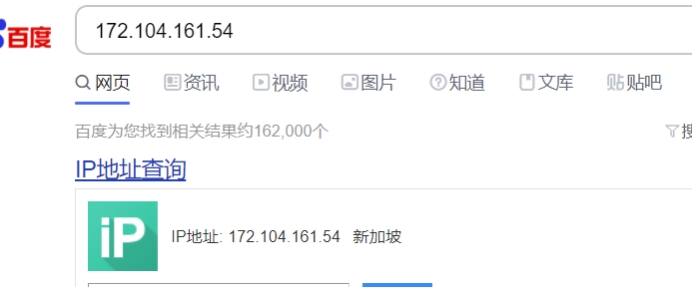 百度
172.104.161.54
网页 资讯 视频 图片 知道 文库 贴贴吧
百度为您找到相关结果约162,000个
IP地址查询
iP
IP地址: 172.104.161.54 新加坡